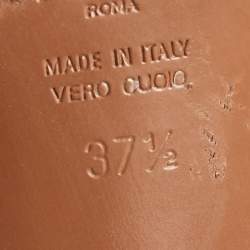 ROMA
MADE IN ITALY
VERO CUOIO
37½